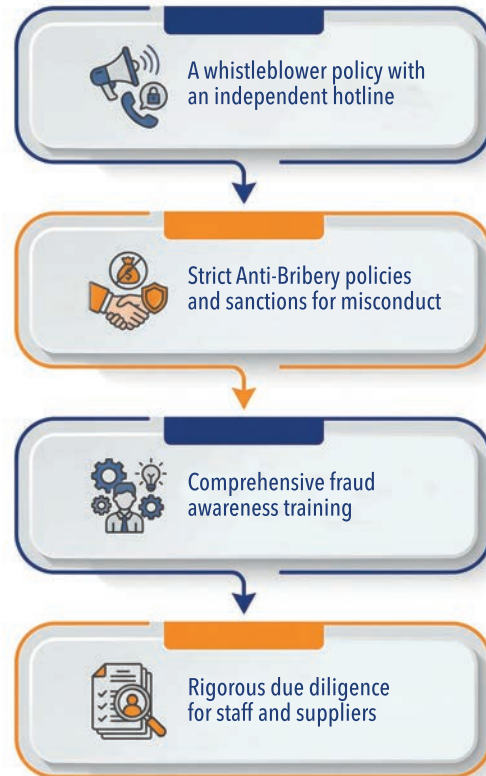 A whistleblower policy with
an independent hotline
Strict Anti-Bribery policies
and sanctions for misconduct
Comprehensive fraud
awareness training
Rigorous due diligence
for staff and suppliers